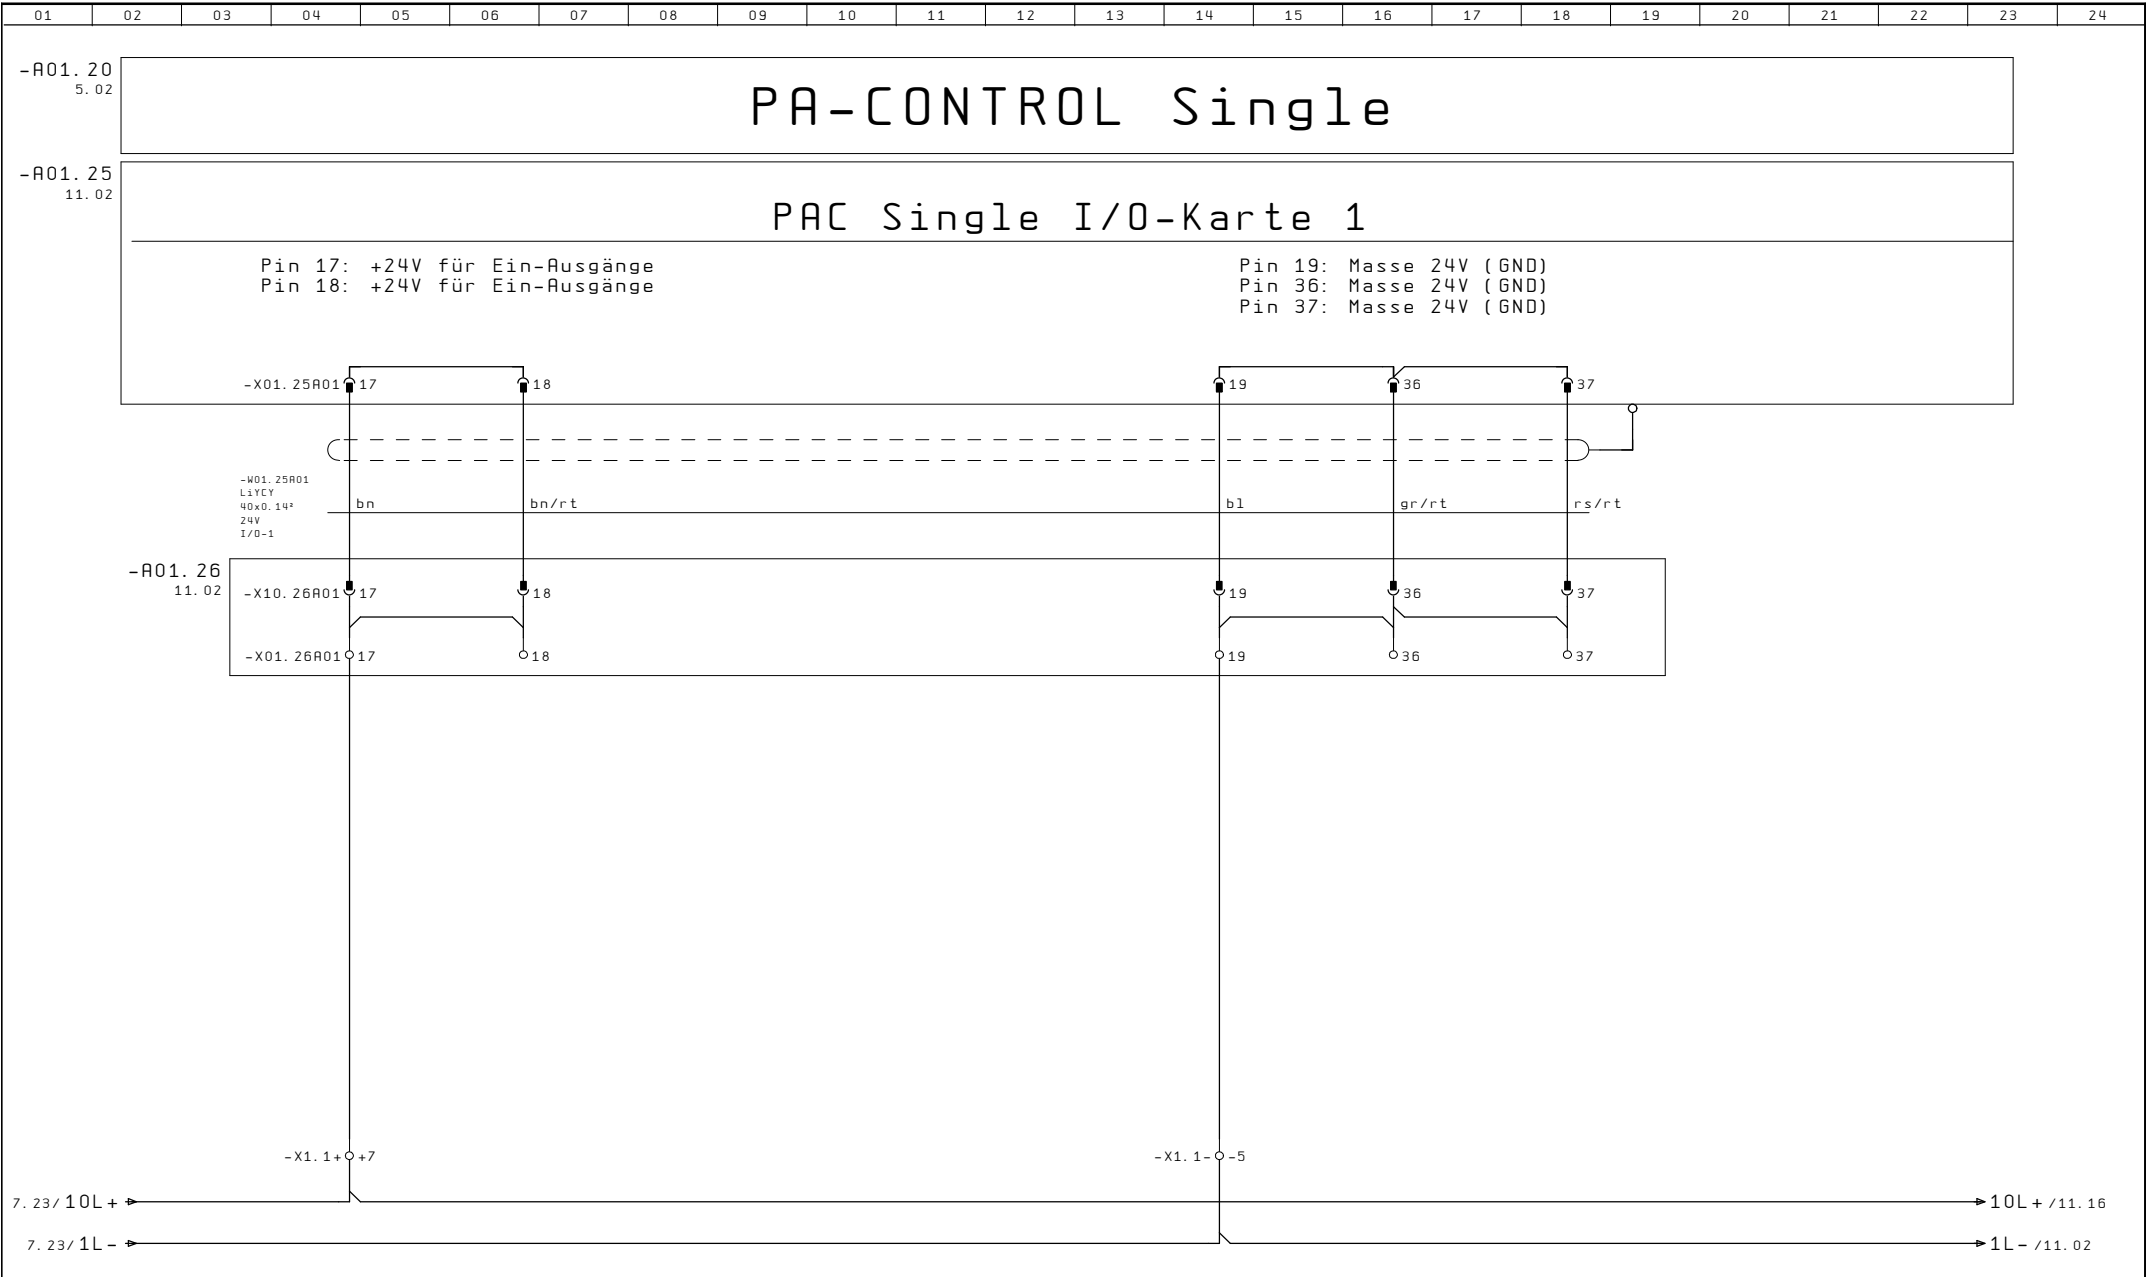 01 02 03 04 05 06 07 08 09 10 11 12 13 14 15 16 17 18 19 20 21 22 23 24
-A01.20
5.02
PA-CONTROL Single
-A01.25
11.02
PAC Single I/O-Karte 1
Pin 17: +24V für Ein-Ausgänge
Pin 18: +24V für Ein-Ausgänge
Pin 19: Masse 24V (GND)
Pin 36: Masse 24V (GND)
Pin 37: Masse 24V (GND)
-X01.25A01 17 18 19 36 37
-W01.25A01
LiYCY
40x0.14²
24V
I/O-1
bn bn/rt bl gr/rt rs/rt
-A01.26
11.02
-X10.26A01 17 18 19 36 37
-X01.26A01 17 18 19 36 37
-X1.1+ +7 -X1.1- -5
7.23/10L+ 10L+/11.16
7.23/1L- 1L-/11.02